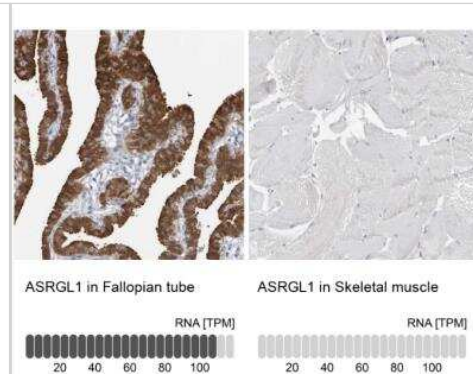 ASRGL1 in Fallopian tube
ASRGL1 in Skeletal muscle
RNA [TPM]
RNA [TPM]
20 40 60 80 100
20 40 60 80 100